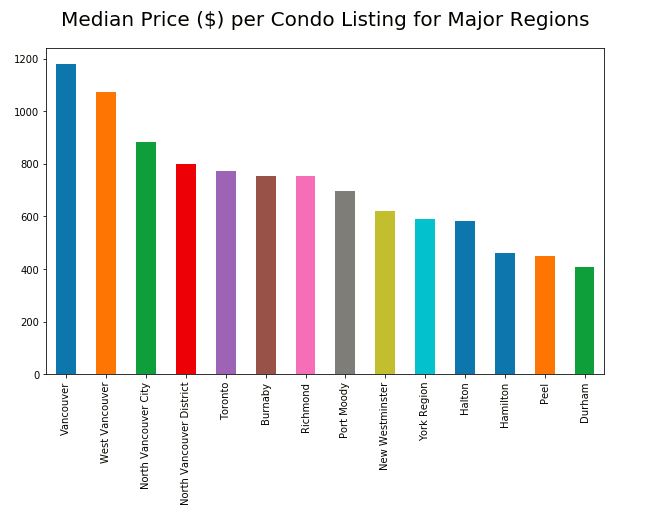 Median Price ($) per Condo Listing for Major Regions
1200
1000
800
600
400
200
0
Vancouver
West Vancouver
North Vancouver City
North Vancouver District
Toronto
Burnaby
Richmond
Port Moody
New Westminster
York Region
Halton
Hamilton
Peel
Durham